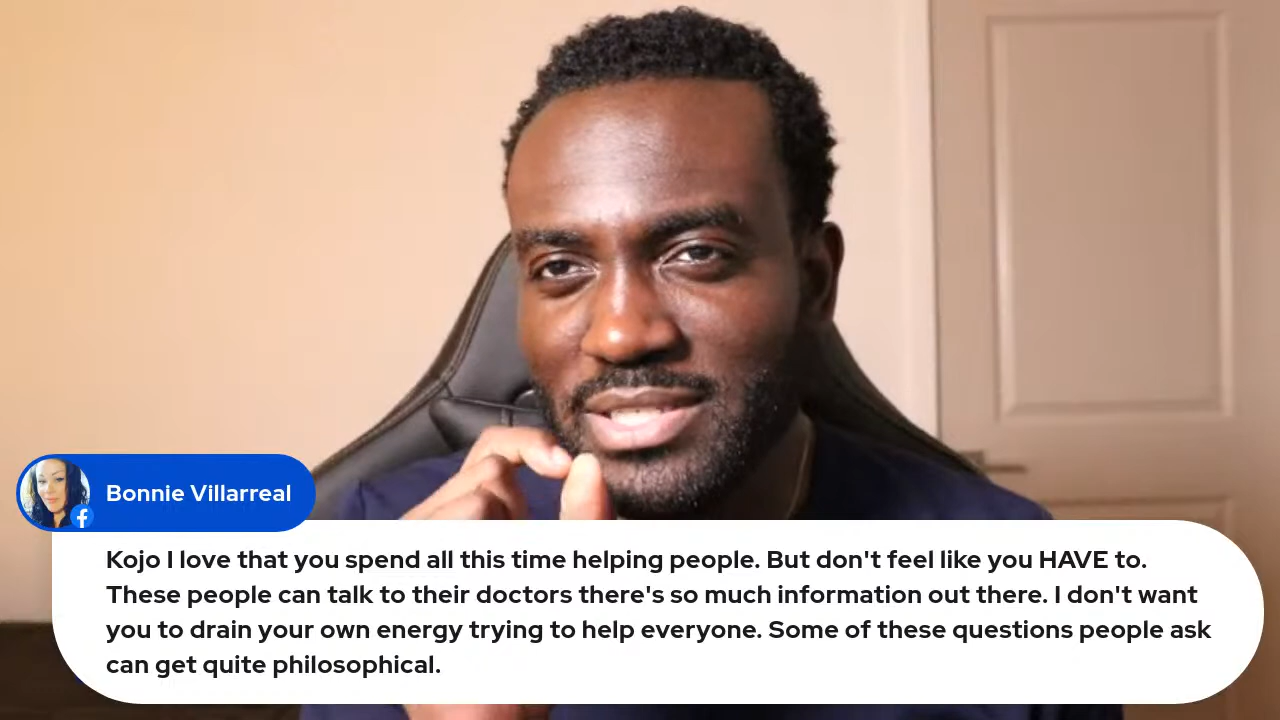 Bonnie Villarreal
Kojo I love that you spend all this time helping people. But don't feel like you HAVE to.
These people can talk to their doctors there's so much information out there. I don't want
you to drain your own energy trying to help everyone. Some of these questions people ask
can get quite philosophical.